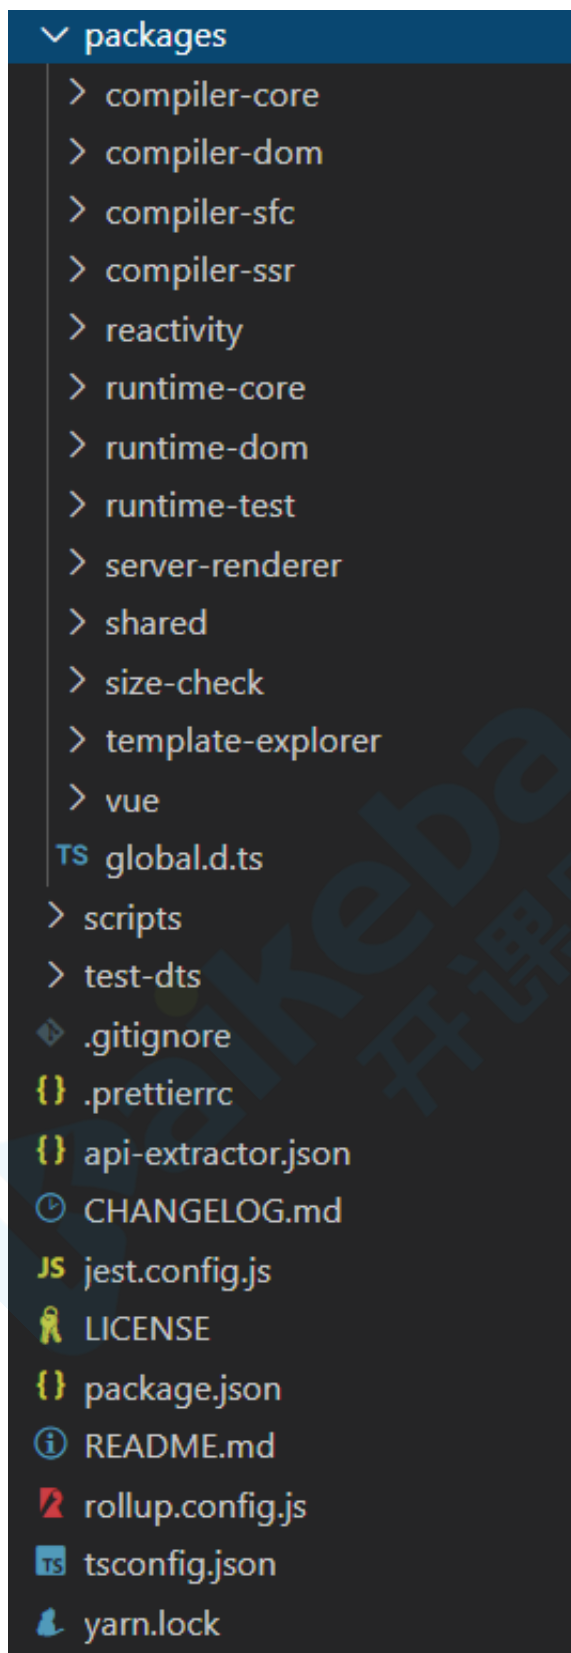 packages
compiler-core
compiler-dom
compiler-sfc
compiler-ssr
reactivity
runtime-core
runtime-dom
runtime-test
server-renderer
shared
size-check
template-explorer
vue
TS global.d.ts
scripts
test-dts
.gitignore
{} .prettierrc
{} api-extractor.json
CHANGELOG.md
JS jest.config.js
LICENSE
{} package.json
README.md
rollup.config.js
TS tsconfig.json
yarn.lock